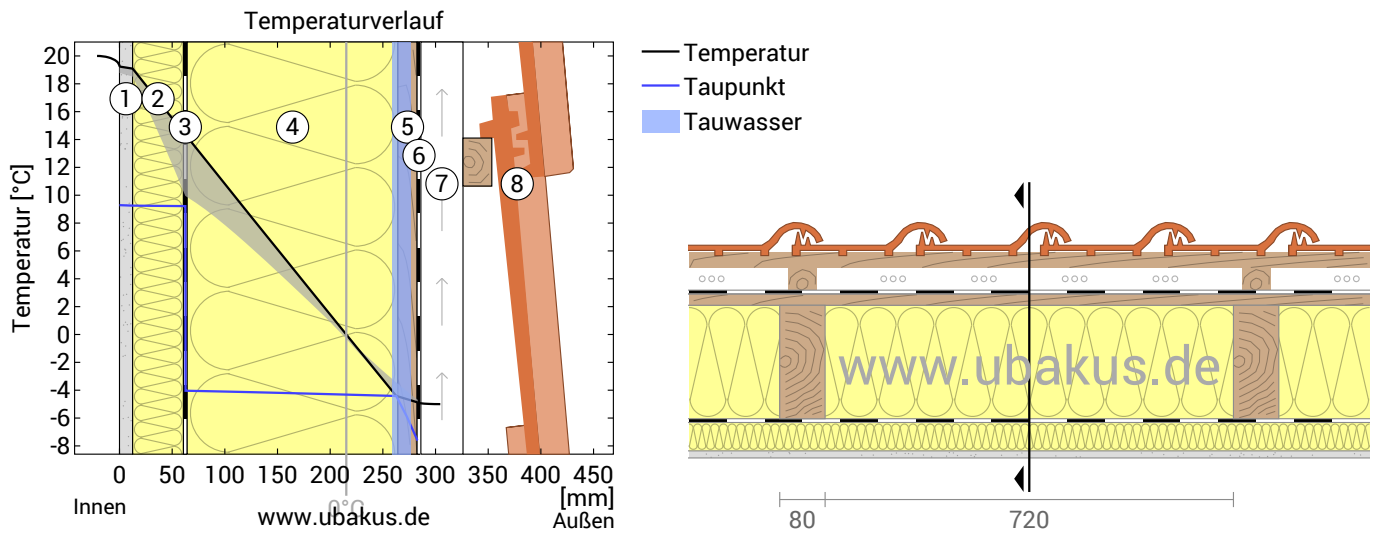 Temperaturverlauf
Temperatur [°C]
20
18
16
14
12
10
8
6
4
2
0
-2
-4
-6
-8
1
2
3
4
5
6
7
8
0 50 100 150 200 250 300 350 400 450
[mm]
Innen
0°C
www.ubakus.de
Außen
Temperatur
Taupunkt
Tauwasser
www.ubakus.de
80
720